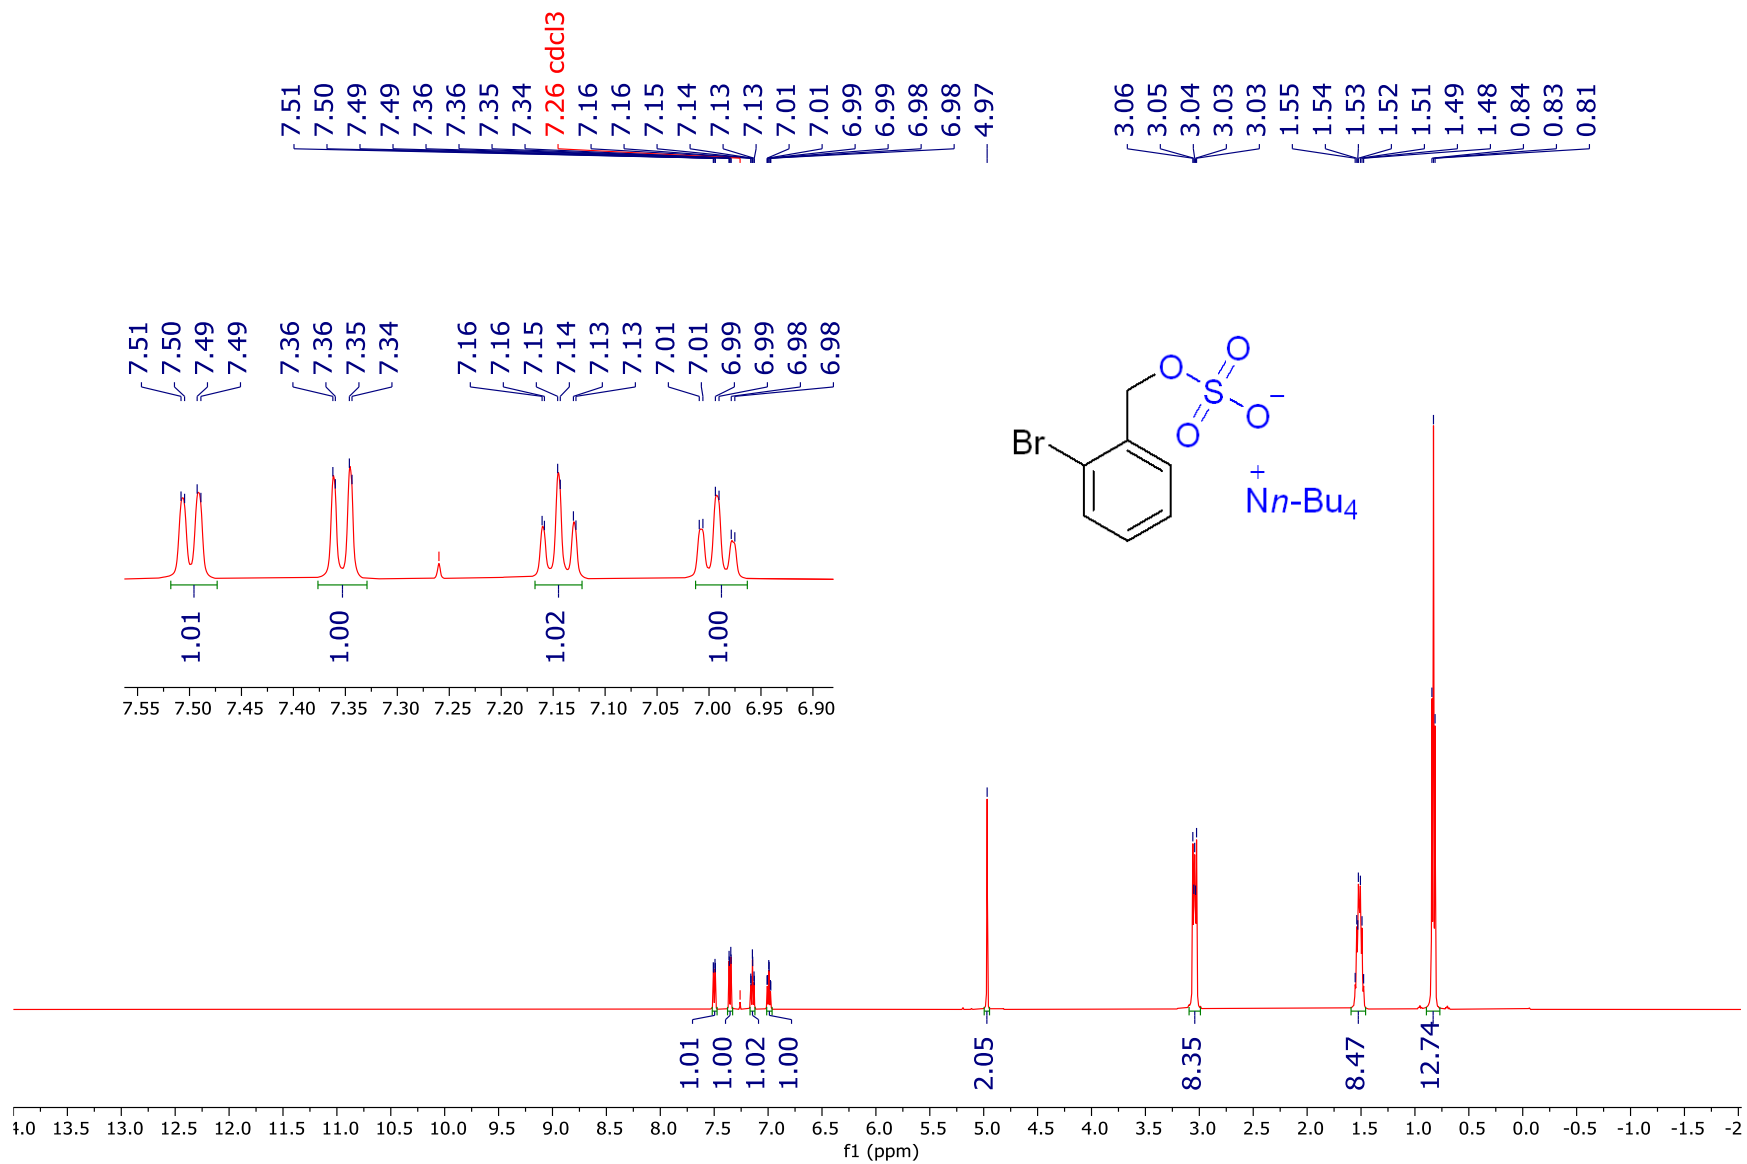 7.51 7.50 7.49 7.49 7.36 7.36 7.35 7.34 7.26 cdcl3 7.16 7.16 7.15 7.14 7.13 7.13 7.01 7.01 6.99 6.99 6.98 6.98 4.97 3.06 3.05 3.04 3.03 3.03 1.55 1.54 1.53 1.52 1.51 1.49 1.48 0.84 0.83 0.81
7.51 7.50 7.49 7.49 7.36 7.36 7.35 7.34 7.16 7.16 7.15 7.14 7.13 7.13 7.01 7.01 6.99 6.99 6.98 6.98
O
O
S
O−
O
Br
+
Nn-Bu4
1.01 1.00 1.02 1.00
7.55 7.50 7.45 7.40 7.35 7.30 7.25 7.20 7.15 7.10 7.05 7.00 6.95 6.90
1.01 1.00 1.02 1.00 2.05 8.35 8.47 12.74
4.0 13.5 13.0 12.5 12.0 11.5 11.0 10.5 10.0 9.5 9.0 8.5 8.0 7.5 7.0 6.5 6.0 5.5 5.0 4.5 4.0 3.5 3.0 2.5 2.0 1.5 1.0 0.5 0.0 -0.5 -1.0 -1.5 -2
f1 (ppm)